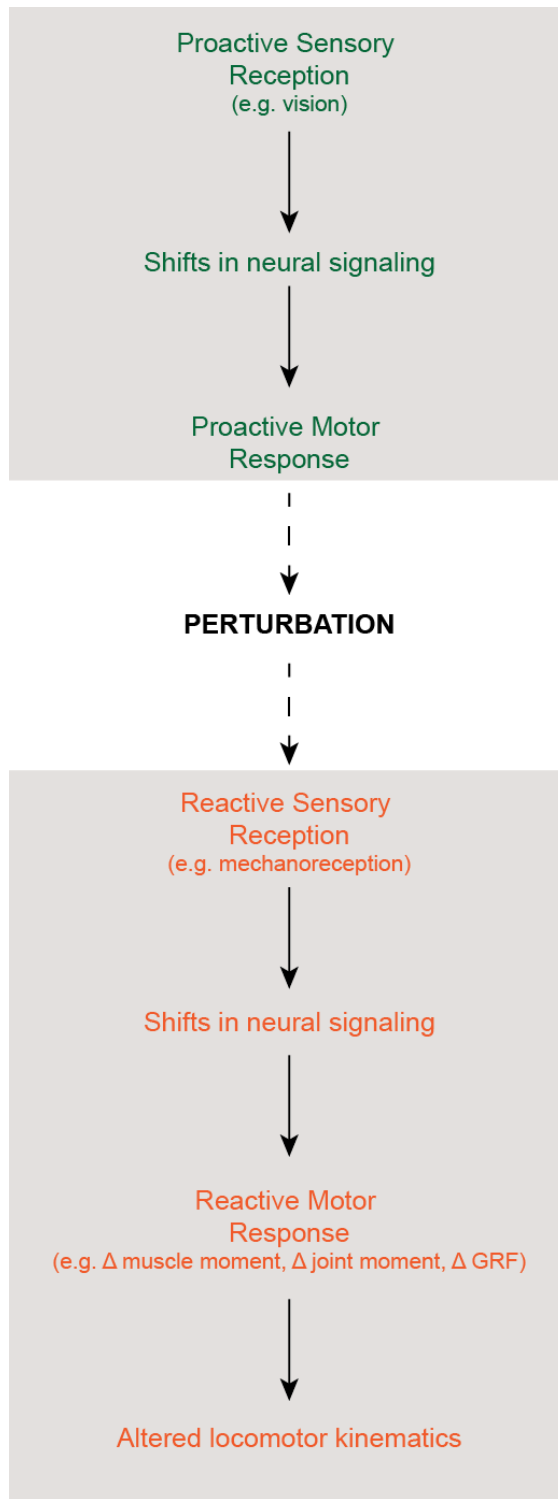 Proactive Sensory
Reception
(e.g. vision)
Shifts in neural signaling
Proactive Motor
Response
PERTURBATION
Reactive Sensory
Reception
(e.g. mechanoreception)
Shifts in neural signaling
Reactive Motor
Response
(e.g. Δ muscle moment, Δ joint moment, Δ GRF)
Altered locomotor kinematics